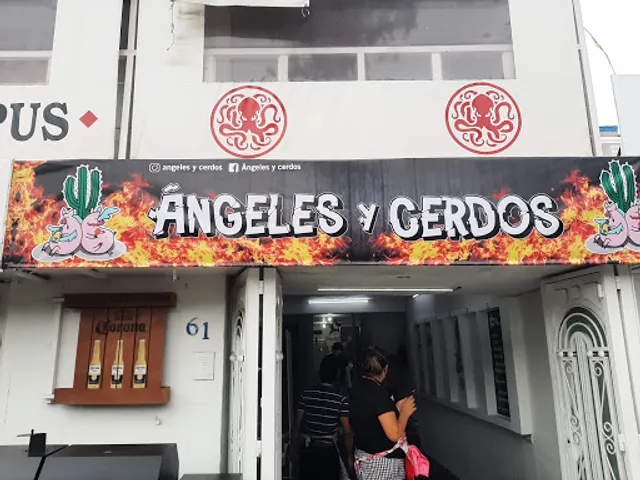 PUS
angeles y cerdos
Ángeles y cerdos
ÁNGELES Y CERDOS
Corona
61